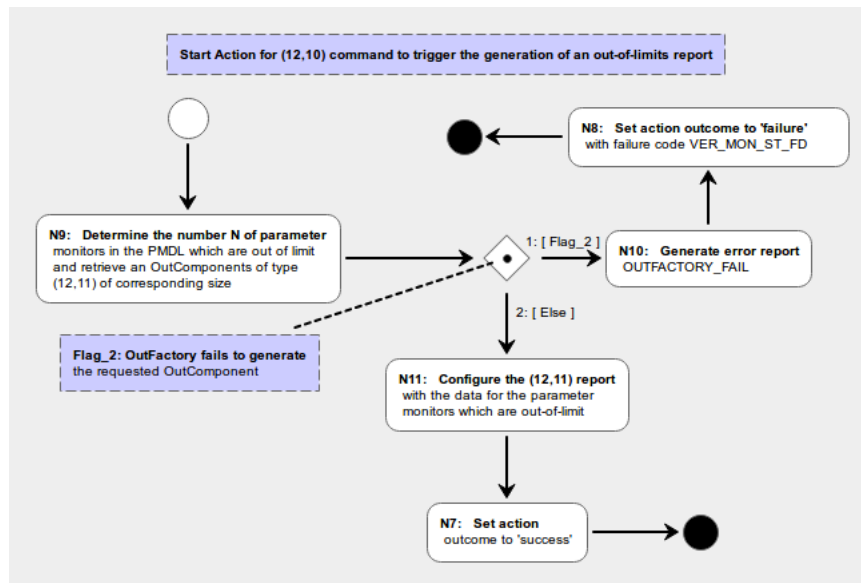 Start Action for (12,10) command to trigger the generation of an out-of-limits report
N8: Set action outcome to 'failure'
with failure code VER_MON_ST_FD
N9: Determine the number N of parameter
monitors in the PMDL which are out of limit
and retrieve an OutComponents of type
(12,11) of corresponding size
1: [ Flag_2 ]
N10: Generate error report
OUTFACTORY_FAIL
2: [ Else ]
Flag_2: OutFactory fails to generate
the requested OutComponent
N11: Configure the (12,11) report
with the data for the parameter
monitors which are out-of-limit
N7: Set action
outcome to 'success'